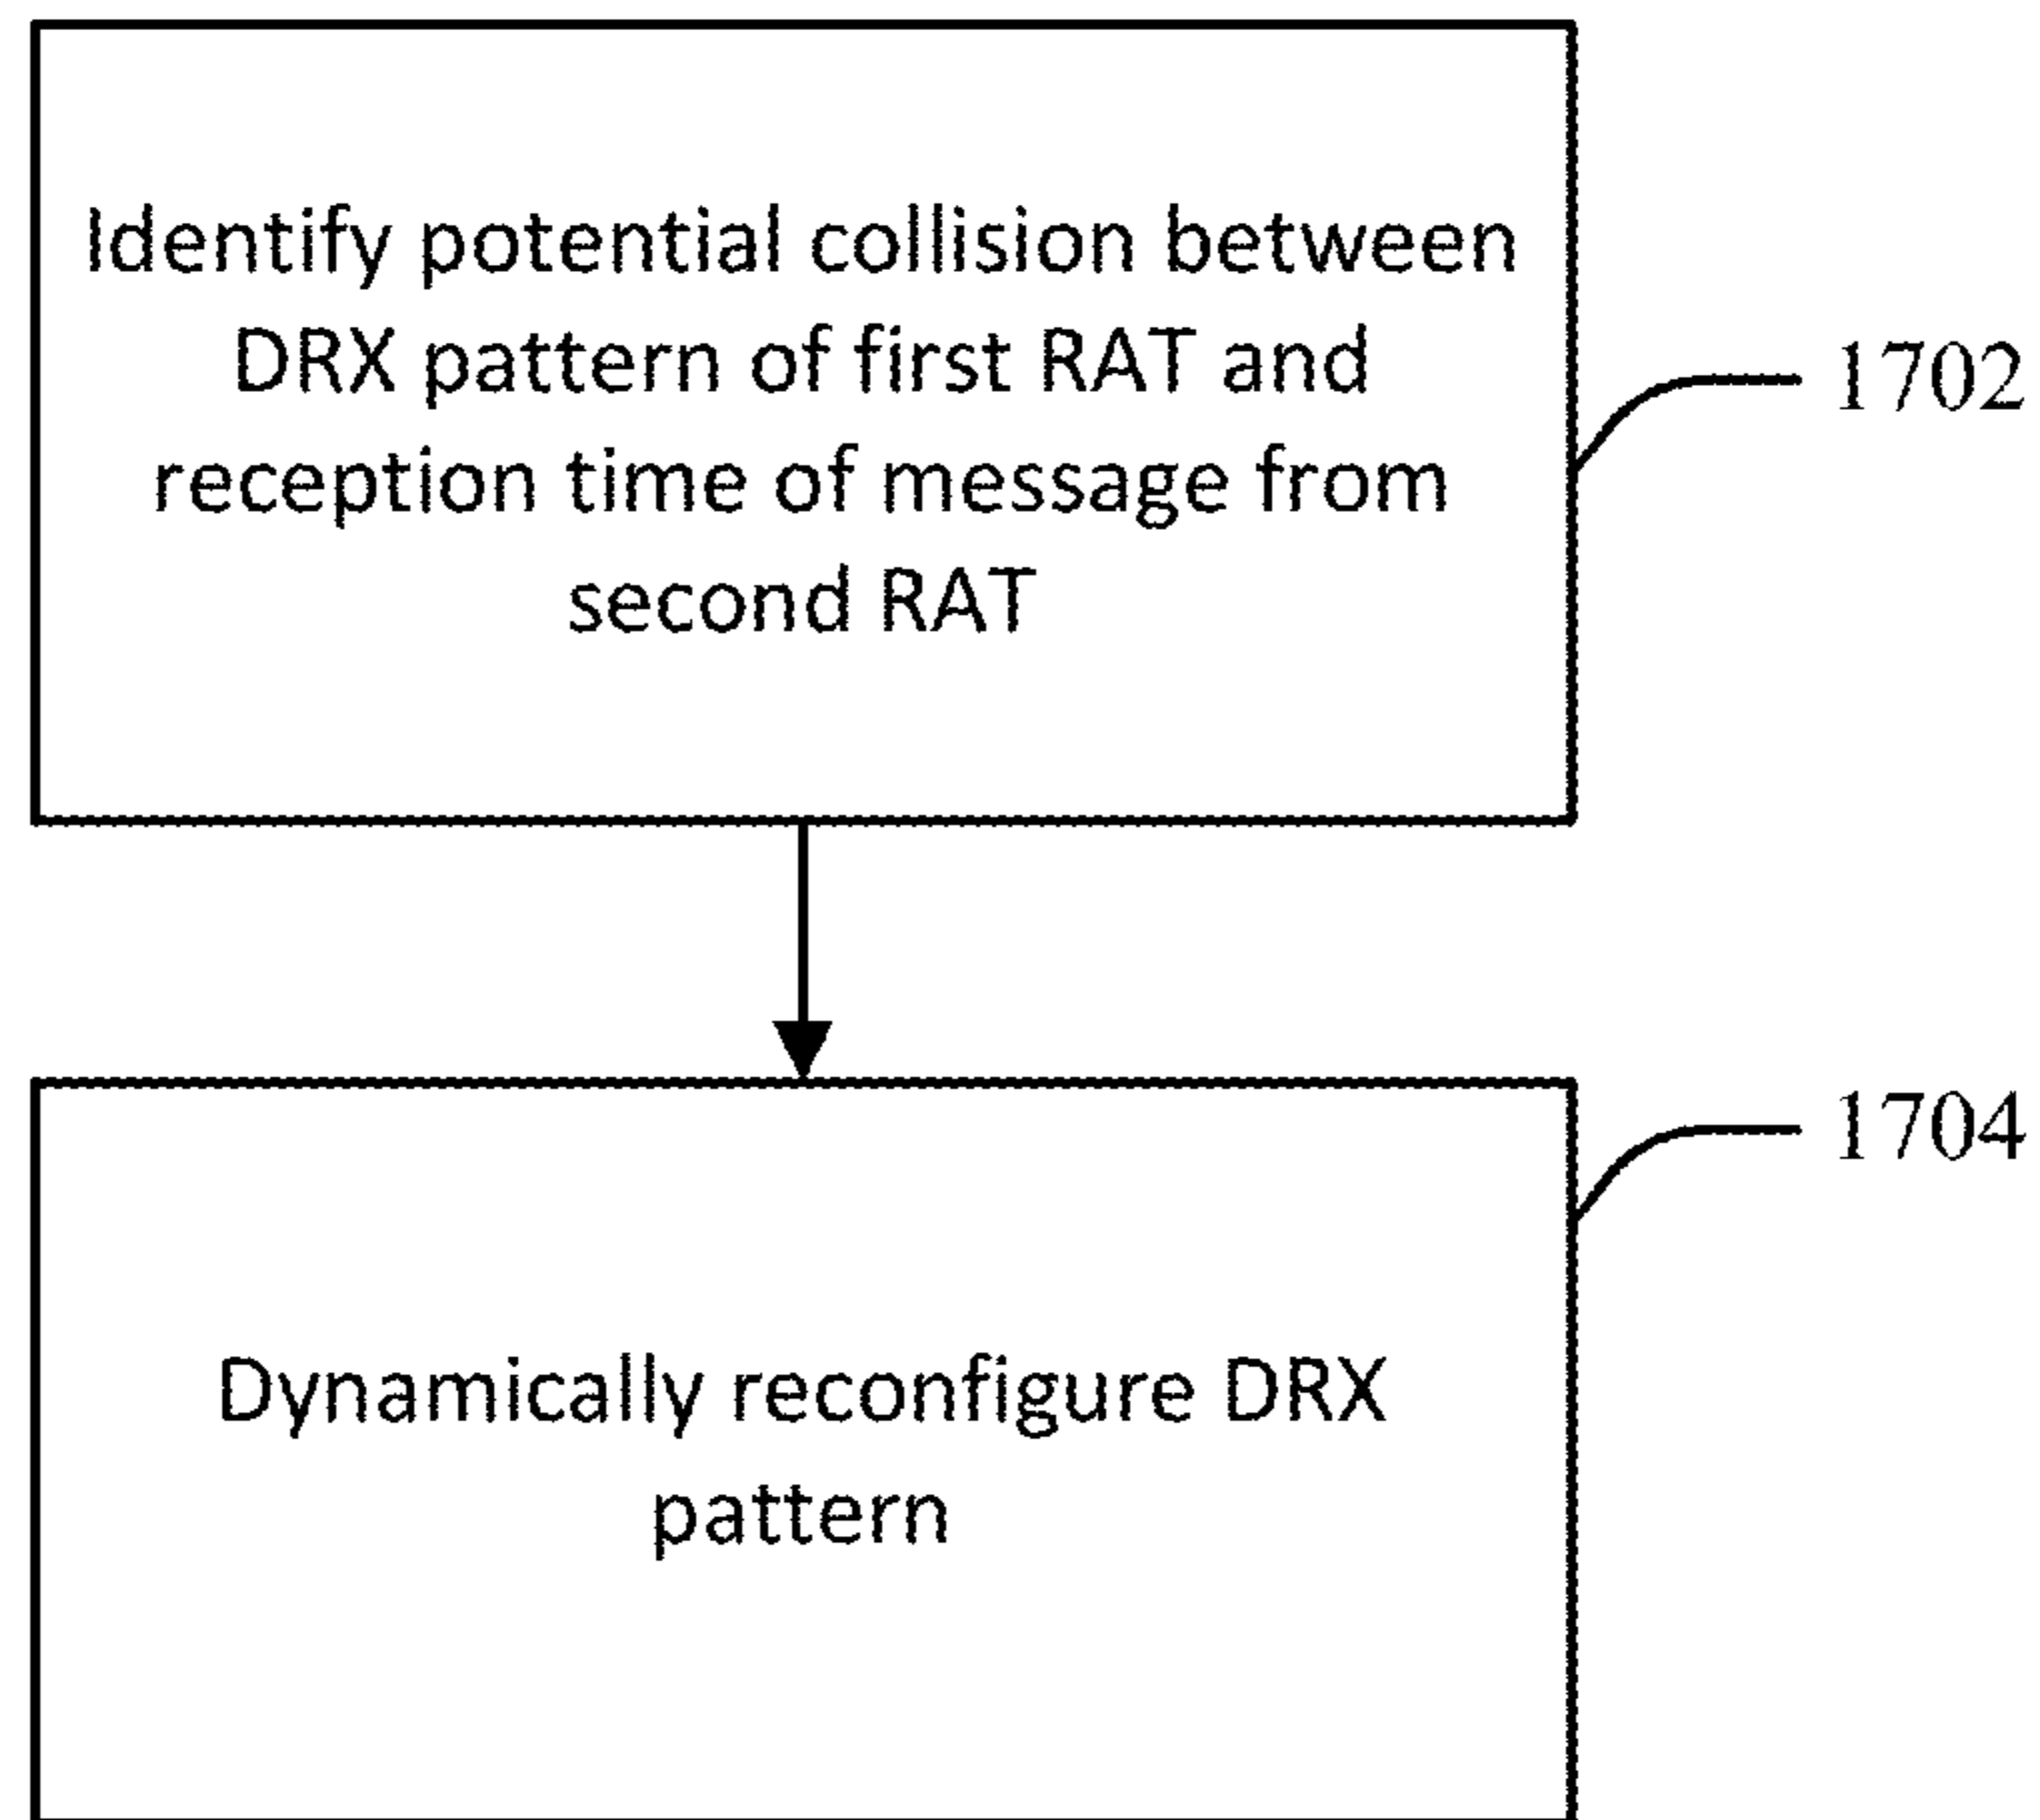 Identify potential collision between
DRX pattern of first RAT and
reception time of message from
second RAT
1702
1704
Dynamically reconfigure DRX
pattern